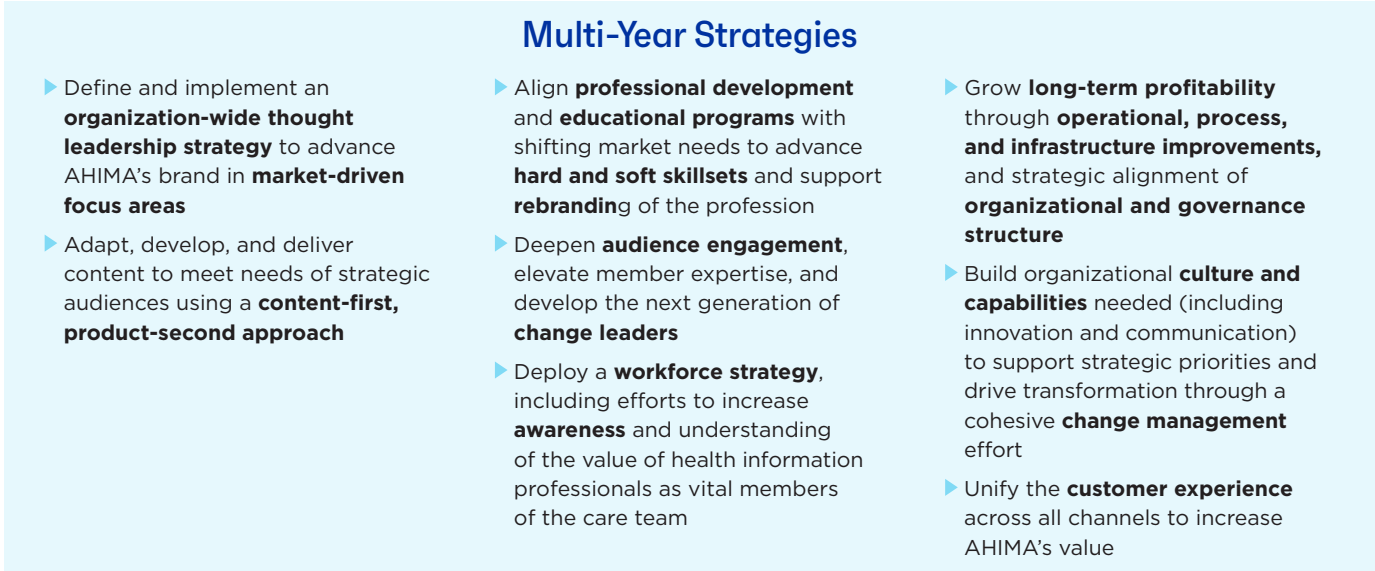 Multi-Year Strategies
Define and implement an
organization-wide thought
leadership strategy to advance
AHIMA's brand in market-driven
focus areas
Adapt, develop, and deliver
content to meet needs of strategic
audiences using a content-first,
product-second approach
Align professional development
and educational programs with
shifting market needs to advance
hard and soft skillsets and support
rebranding of the profession
Deepen audience engagement,
elevate member expertise, and
develop the next generation of
change leaders
Deploy a workforce strategy,
including efforts to increase
awareness and understanding
of the value of health information
professionals as vital members
of the care team
Grow long-term profitability
through operational, process,
and infrastructure improvements,
and strategic alignment of
organizational and governance
structure
Build organizational culture and
capabilities needed (including
innovation and communication)
to support strategic priorities and
drive transformation through a
cohesive change management
effort
Unify the customer experience
across all channels to increase
AHIMA's value